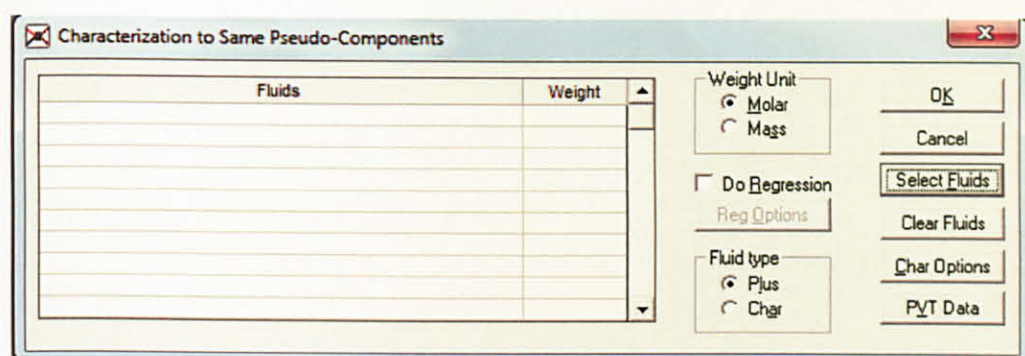 Characterization to Same Pseudo-Components
Fluids Weight
Weight Unit
Molar
Mass
Do Regression
Reg Options
Fluid type
Plus
Char
OK
Cancel
Select Fluids
Clear Fluids
Char Options
PVT Data